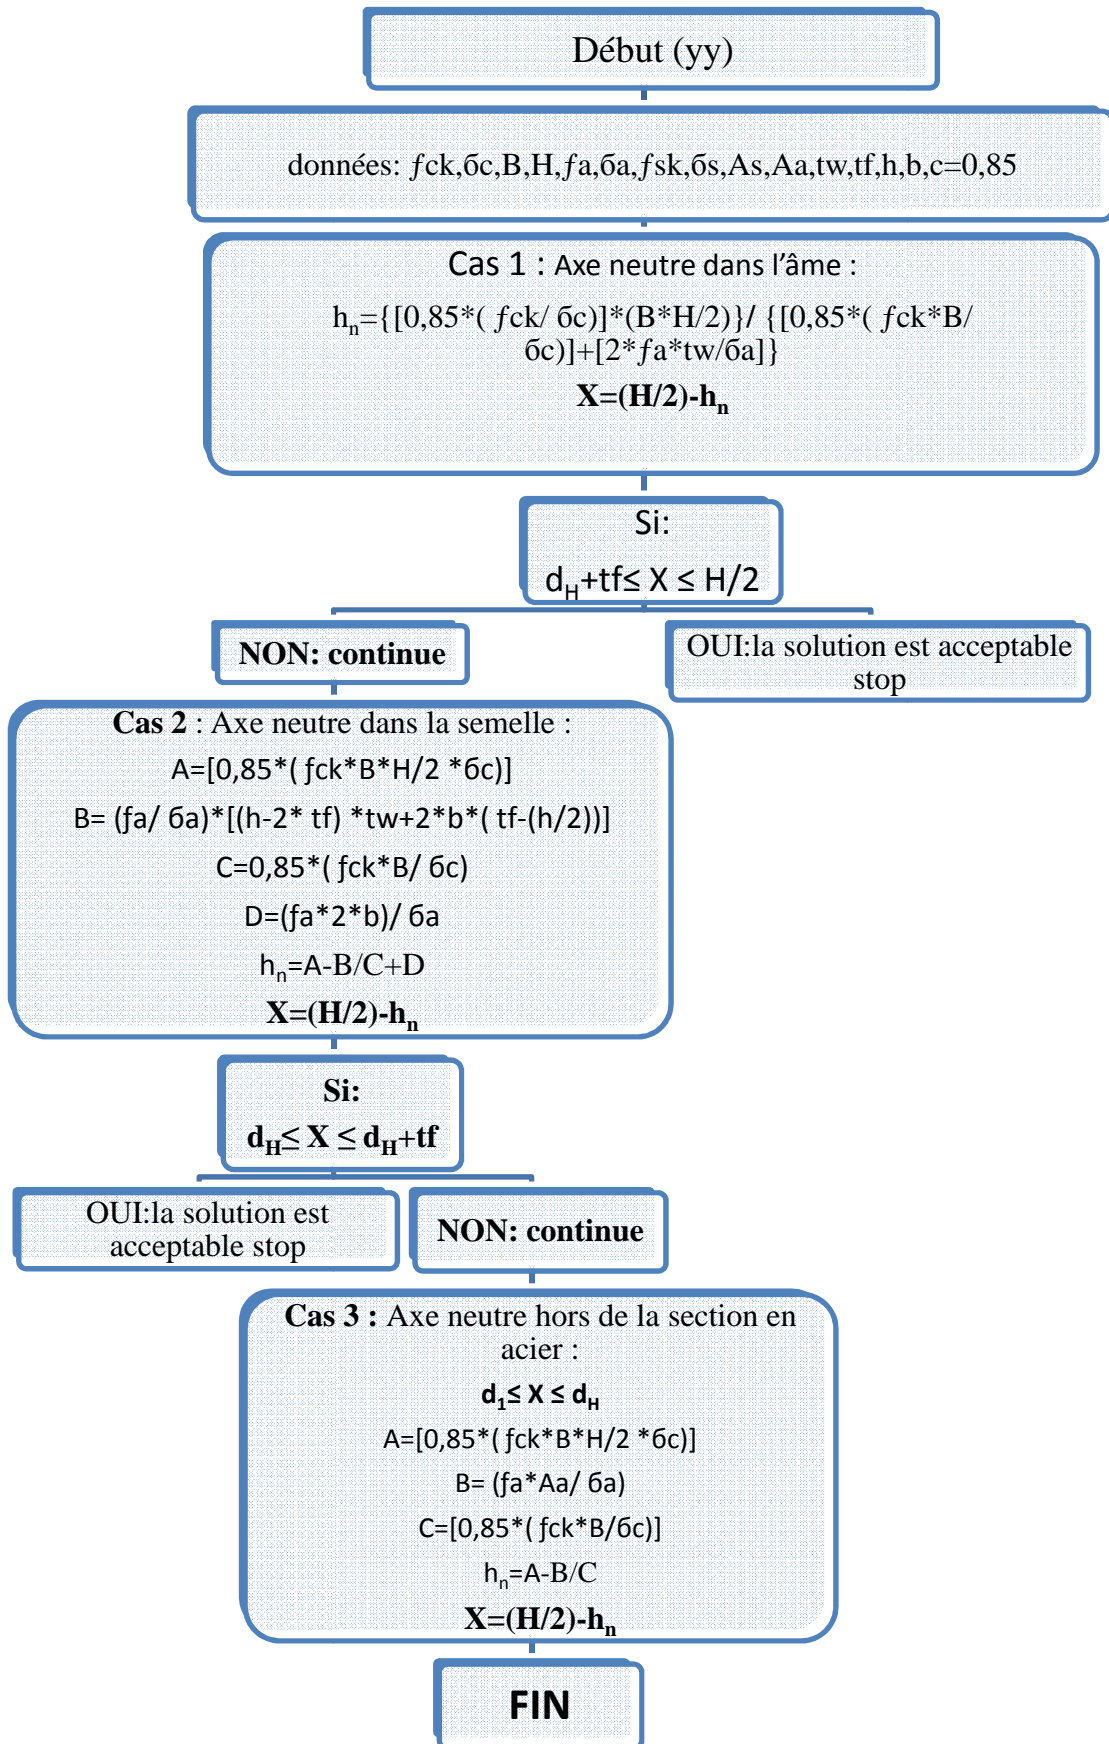 Début (yy)
données: ƒck,бc,B,H,ƒa,бa,ƒsk,бs,As,Aa,tw,tf,h,b,c=0,85
Cas 1 : Axe neutre dans l’âme :
hn={[0,85*( ƒck/ бc)]*(B*H/2)}/ {[0,85*( ƒck*B/
бc)]+[2*ƒa*tw/бa]}
X=(H/2)-hn
Si:
dH+tf≤ X ≤ H/2
NON: continue
OUI:la solution est acceptable
stop
Cas 2 : Axe neutre dans la semelle :
A=[0,85*( ƒck*B*H/2 *бc)]
B= (ƒa/ бa)*[(h-2* tf) *tw+2*b*( tf-(h/2))]
C=0,85*( ƒck*B/ бc)
D=(ƒa*2*b)/ бa
hn=A-B/C+D
X=(H/2)-hn
Si:
dH≤ X ≤ dH+tf
OUI:la solution est
acceptable stop
NON: continue
Cas 3 : Axe neutre hors de la section en
acier :
d1≤ X ≤ dH
A=[0,85*( ƒck*B*H/2 *бc)]
B= (ƒa*Aa/ бa)
C=[0,85*( ƒck*B/бc)]
hn=A-B/C
X=(H/2)-hn
FIN